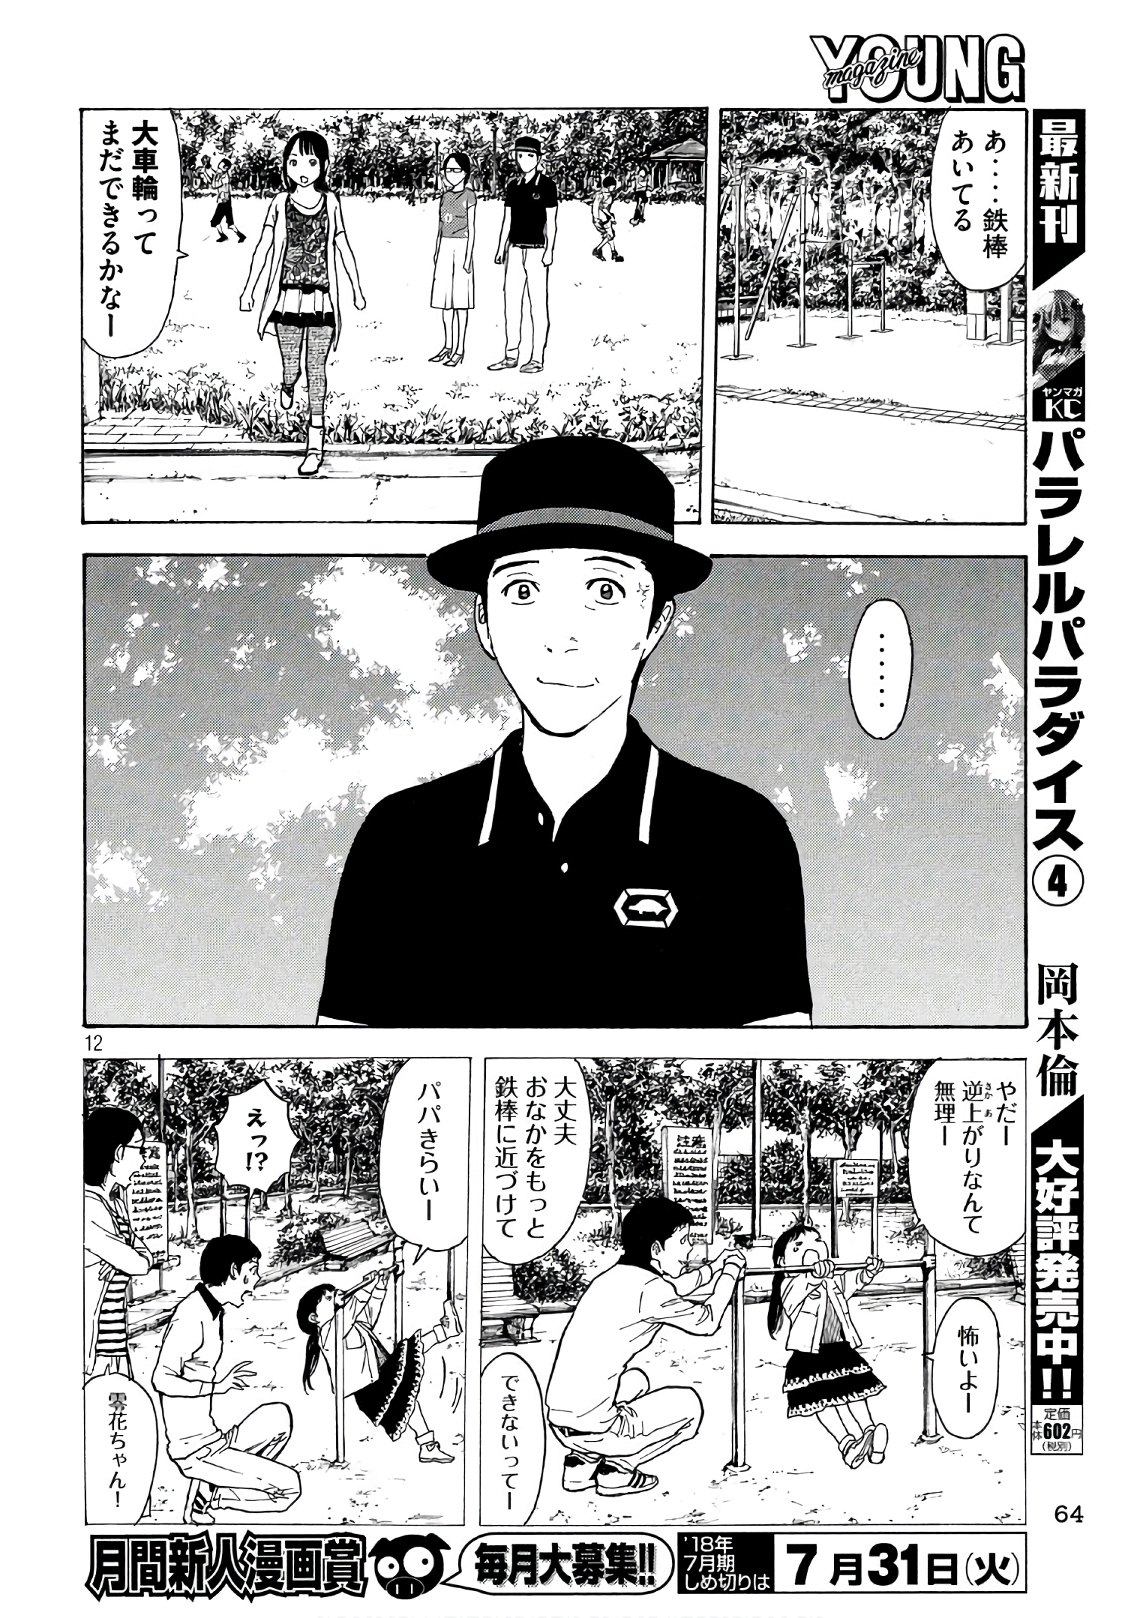 YOUNG
magazine
あ‥‥鉄棒
あいてる
大車輪って
まだできるかなー
‥‥‥
やだー
逆上がりなんて
さかあ
無理ー
大丈夫
おなかをもっと
鉄棒に近づけて
怖いよー
できないってー
パパきらいー
えっ!?
零花ちゃん!
12
最新刊
ヤンマガ
KC
パラレルパラダイス④
岡本倫
大好評発売中!!
定価
本体602円
(税別)
64
月間新人漫画賞
毎月大募集!!
'18年
7月期
しめ切りは
7月31日(火)